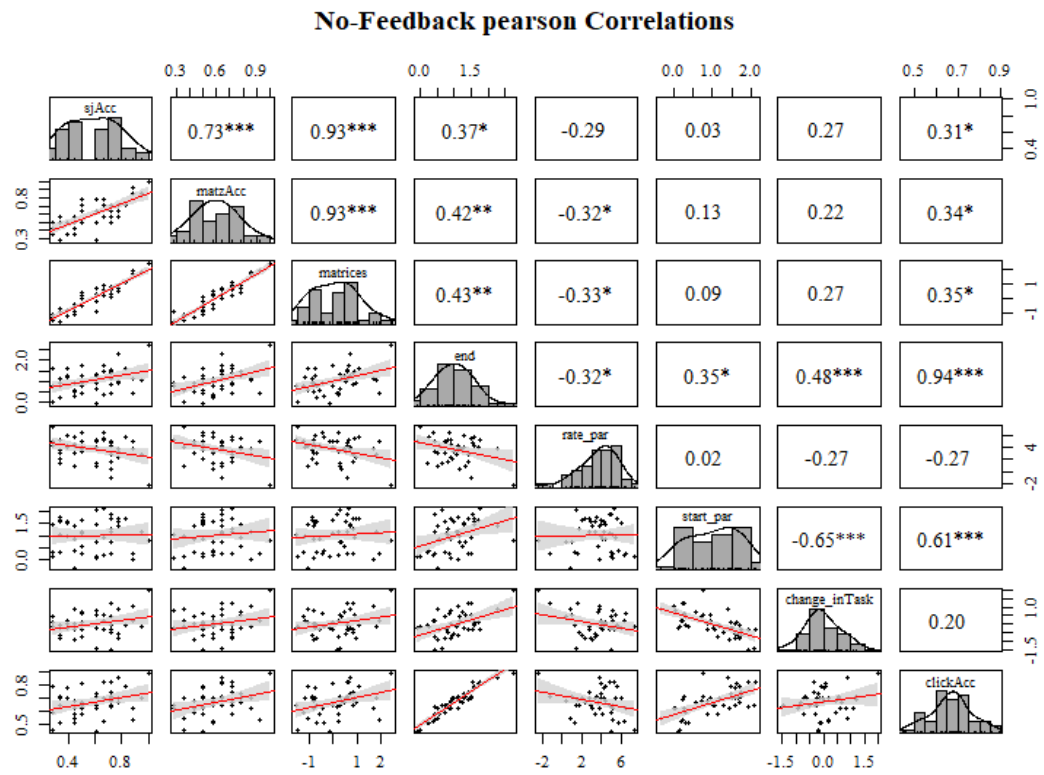 No-Feedback pearson Correlations
0.3 0.6 0.9
0.0 1.5
0.0 1.0 2.0
0.5 0.7 0.9
sjAcc
0.73*** 0.93*** 0.37* -0.29 0.03 0.27 0.31*
0.4 1.0
0.3 0.8
matzAcc
0.93*** 0.42** -0.32* 0.13 0.22 0.34*
matrices
0.43** -0.33* 0.09 0.27 0.35*
-1 1
0.0 2.0
end
-0.32* 0.35* 0.48*** 0.94***
rate_par
0.02 -0.27 -0.27
-2 4
0.0 1.5
start_par
-0.65*** 0.61***
change_inTask
0.20
-1.5 1.0
0.5 0.8
clickAcc
0.4 0.8
-1 1 2
-2 2 6
-1.5 0.0 1.5